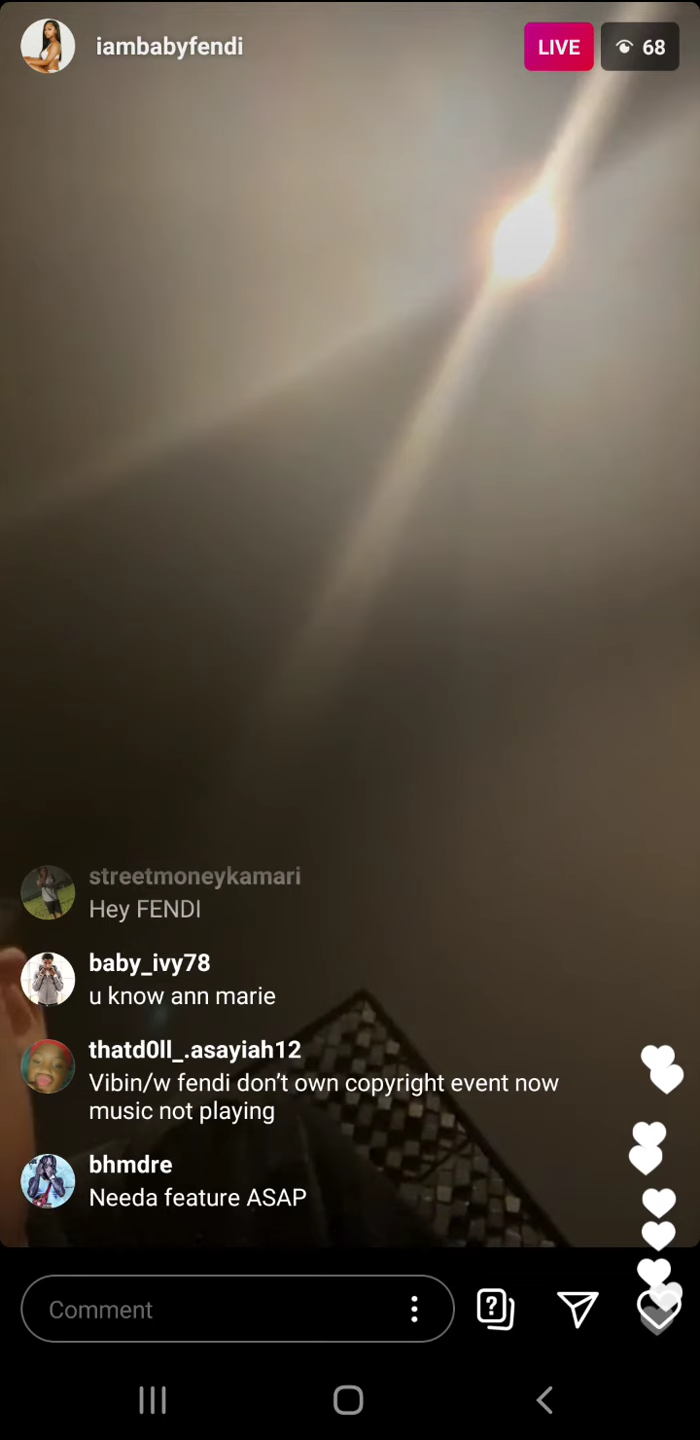 iambabyfendi
LIVE
68
streetmoneykamari
Hey FENDI
baby_ivy78
u know ann marie
thatd0ll_.asayiah12
Vibin/w fendi don't own copyright event now
music not playing
bhmdre
Needa feature ASAP
Comment
?